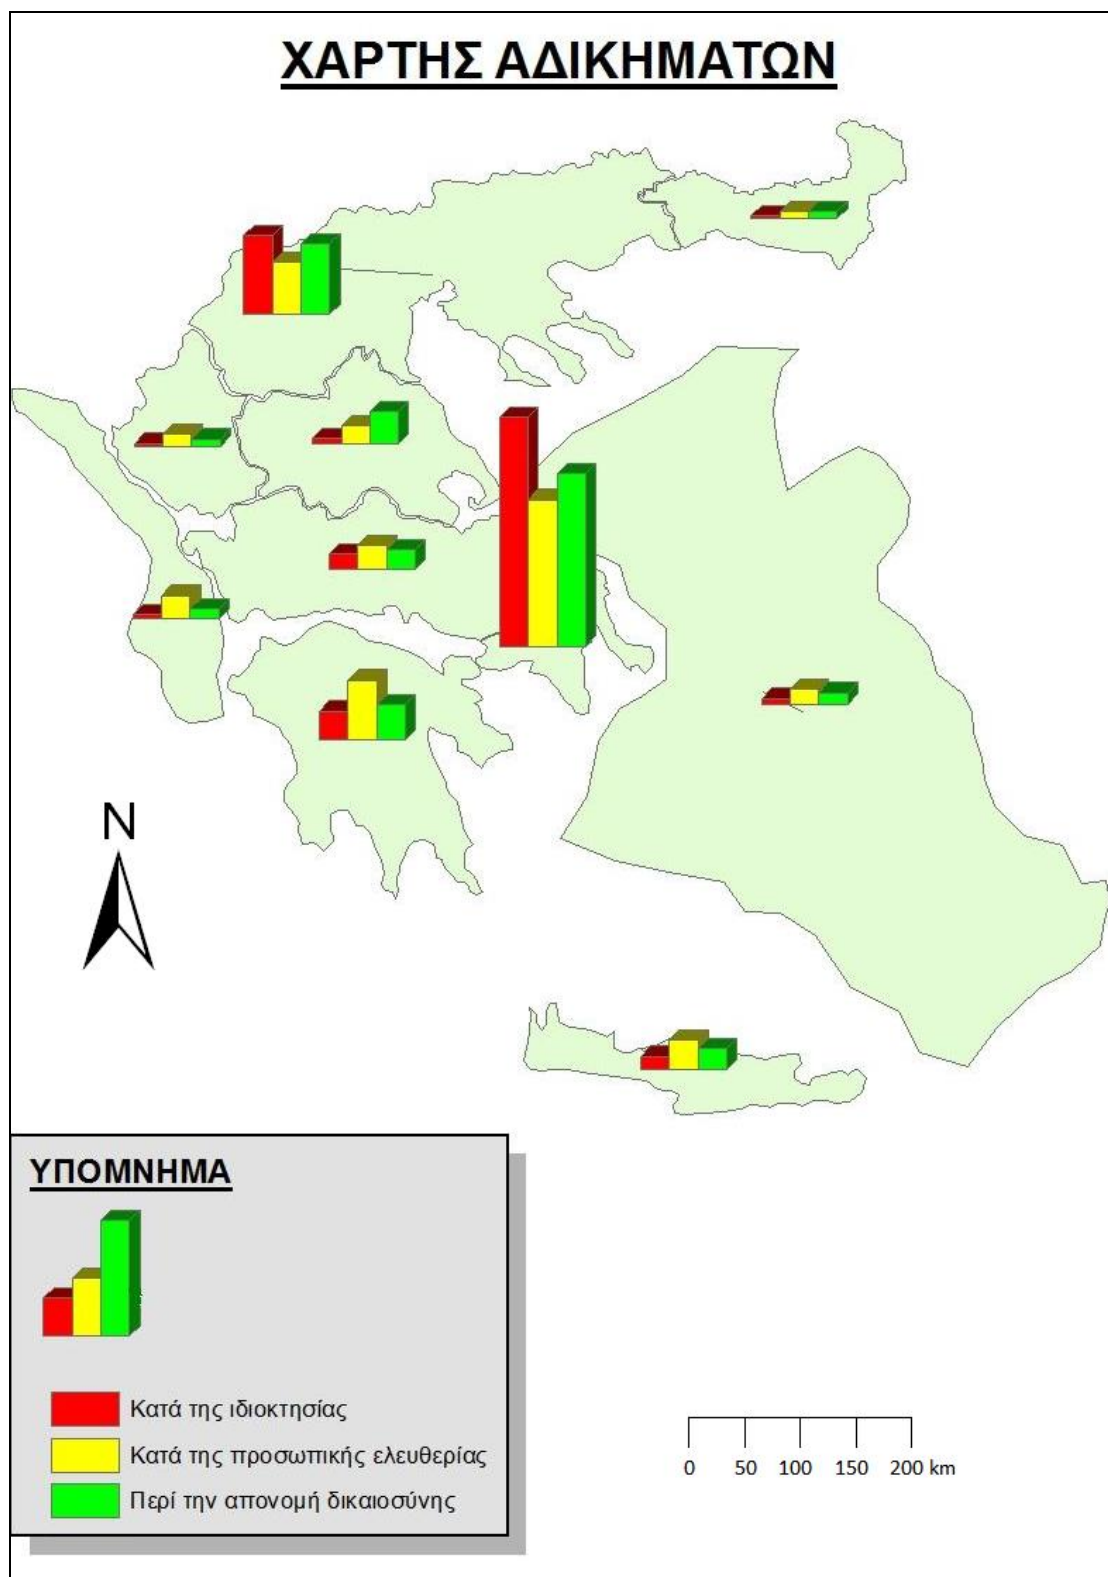 ΧΑΡΤΗΣ ΑΔΙΚΗΜΑΤΩΝ
N
ΥΠΟΜΝΗΜΑ
Κατά της ιδιοκτησίας
Κατά της προσωπικής ελευθερίας
Περί την απονομή δικαιοσύνης
0 50 100 150 200 km